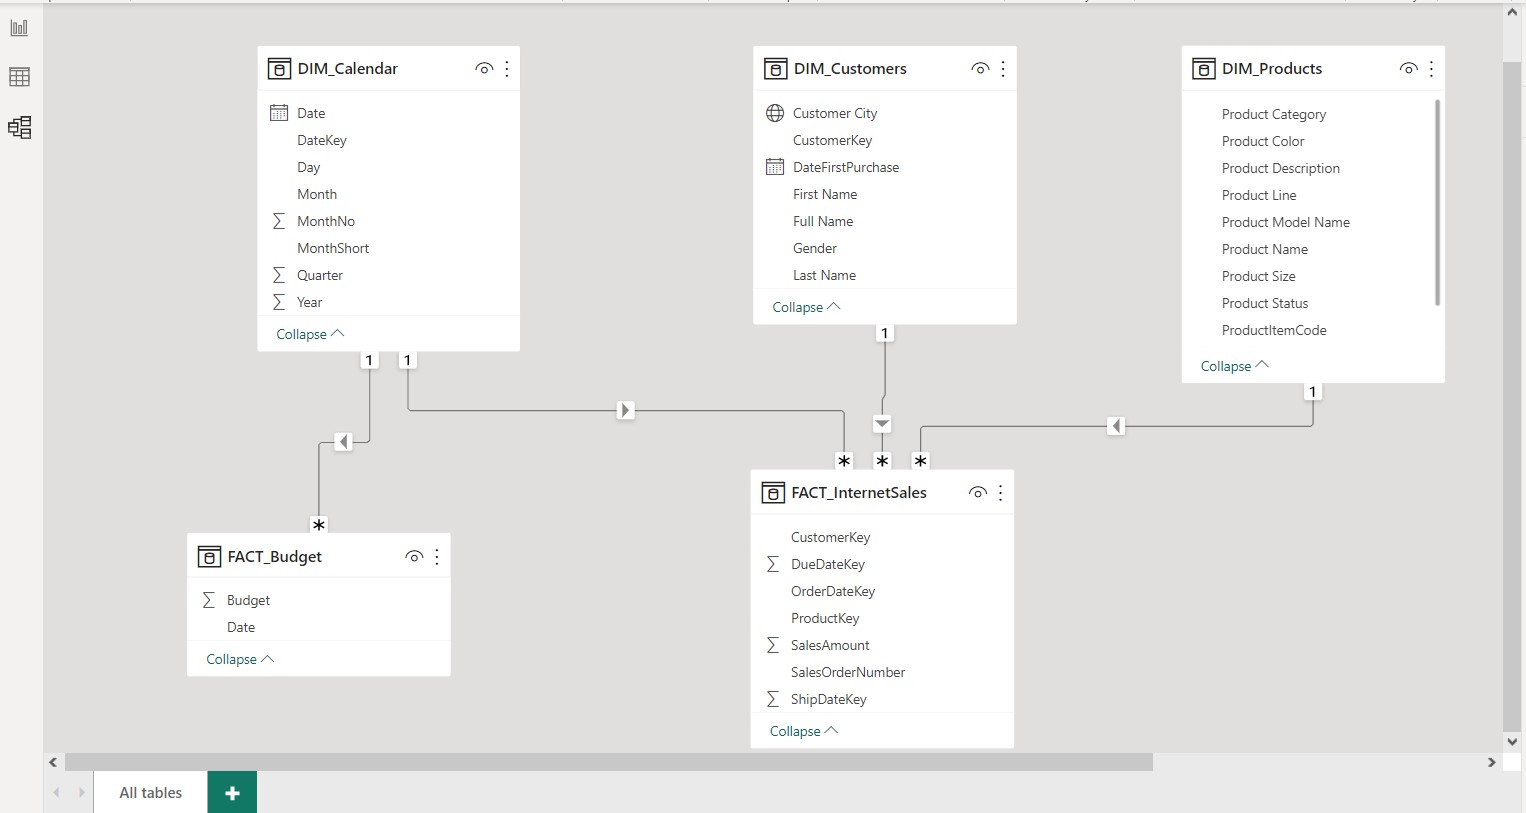 DIM_Calendar
Date
DateKey
Day
Month
MonthNo
MonthShort
Quarter
Year
Collapse
DIM_Customers
Customer City
CustomerKey
DateFirstPurchase
First Name
Full Name
Gender
Last Name
Collapse
DIM_Products
Product Category
Product Color
Product Description
Product Line
Product Model Name
Product Name
Product Size
Product Status
ProductItemCode
Collapse
1
1
1
1
*
*
*
*
FACT_Budget
Budget
Date
Collapse
FACT_InternetSales
CustomerKey
DueDateKey
OrderDateKey
ProductKey
SalesAmount
SalesOrderNumber
ShipDateKey
Collapse
All tables